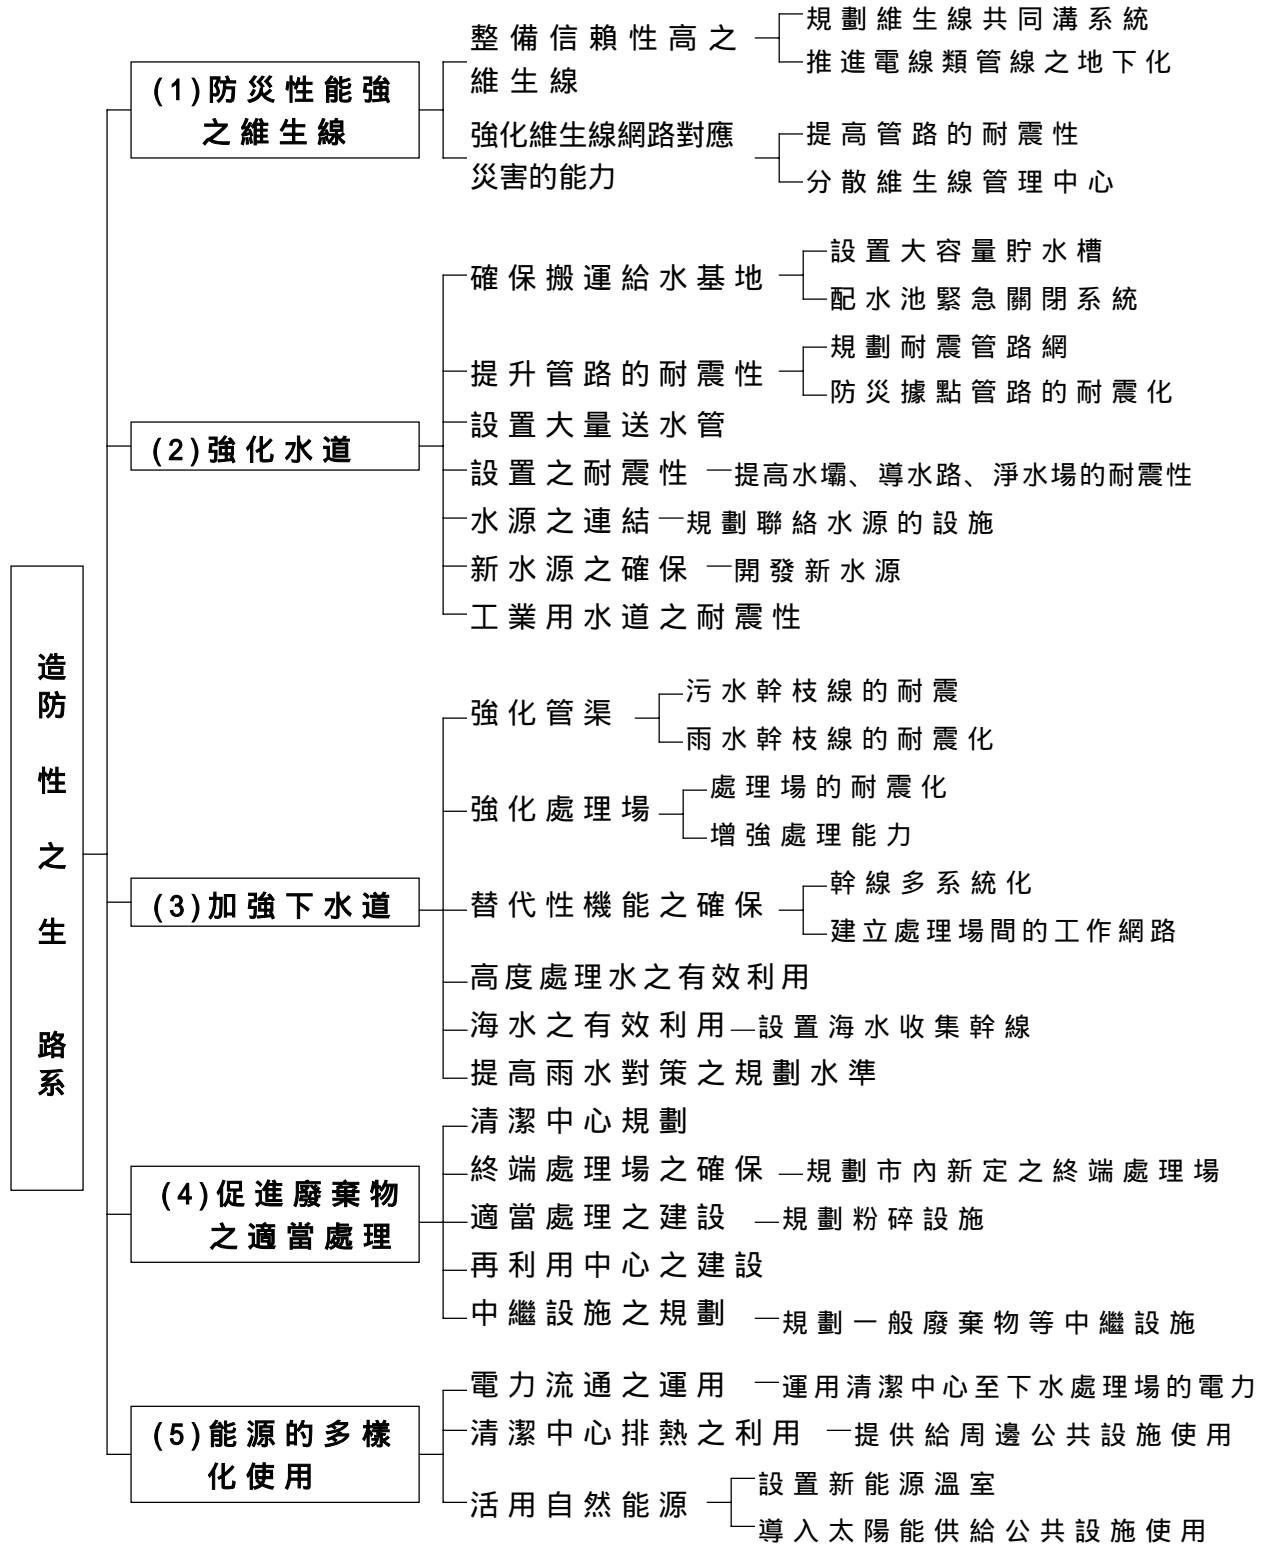 造
防
性
之
生
路
系
(1)防災性能強
之維生線
整備信賴性高之
維生線
規劃維生線共同溝系統
推進電線類管線之地下化
強化維生線網路對應
災害的能力
提高管路的耐震性
分散維生線管理中心
(2)強化水道
確保搬運給水基地
設置大容量貯水槽
配水池緊急關閉系統
提升管路的耐震性
規劃耐震管路網
防災據點管路的耐震化
設置大量送水管
設置之耐震性
提高水壩、導水路、淨水場的耐震性
水源之連結
規劃聯絡水源的設施
新水源之確保
開發新水源
工業用水道之耐震性
(3)加強下水道
強化管渠
污水幹枝線的耐震
雨水幹枝線的耐震化
強化處理場
處理場的耐震化
增強處理能力
替代性機能之確保
幹線多系統化
建立處理場間的工作網路
高度處理水之有效利用
海水之有效利用
設置海水收集幹線
提高雨水對策之規劃水準
(4)促進廢棄物
之適當處理
清潔中心規劃
終端處理場之確保
規劃市內新定之終端處理場
適當處理之建設
規劃粉碎設施
再利用中心之建設
中繼設施之規劃
規劃一般廢棄物等中繼設施
(5)能源的多樣
化使用
電力流通之運用
運用清潔中心至下水處理場的電力
清潔中心排熱之利用
提供給周邊公共設施使用
活用自然能源
設置新能源溫室
導入太陽能供給公共設施使用